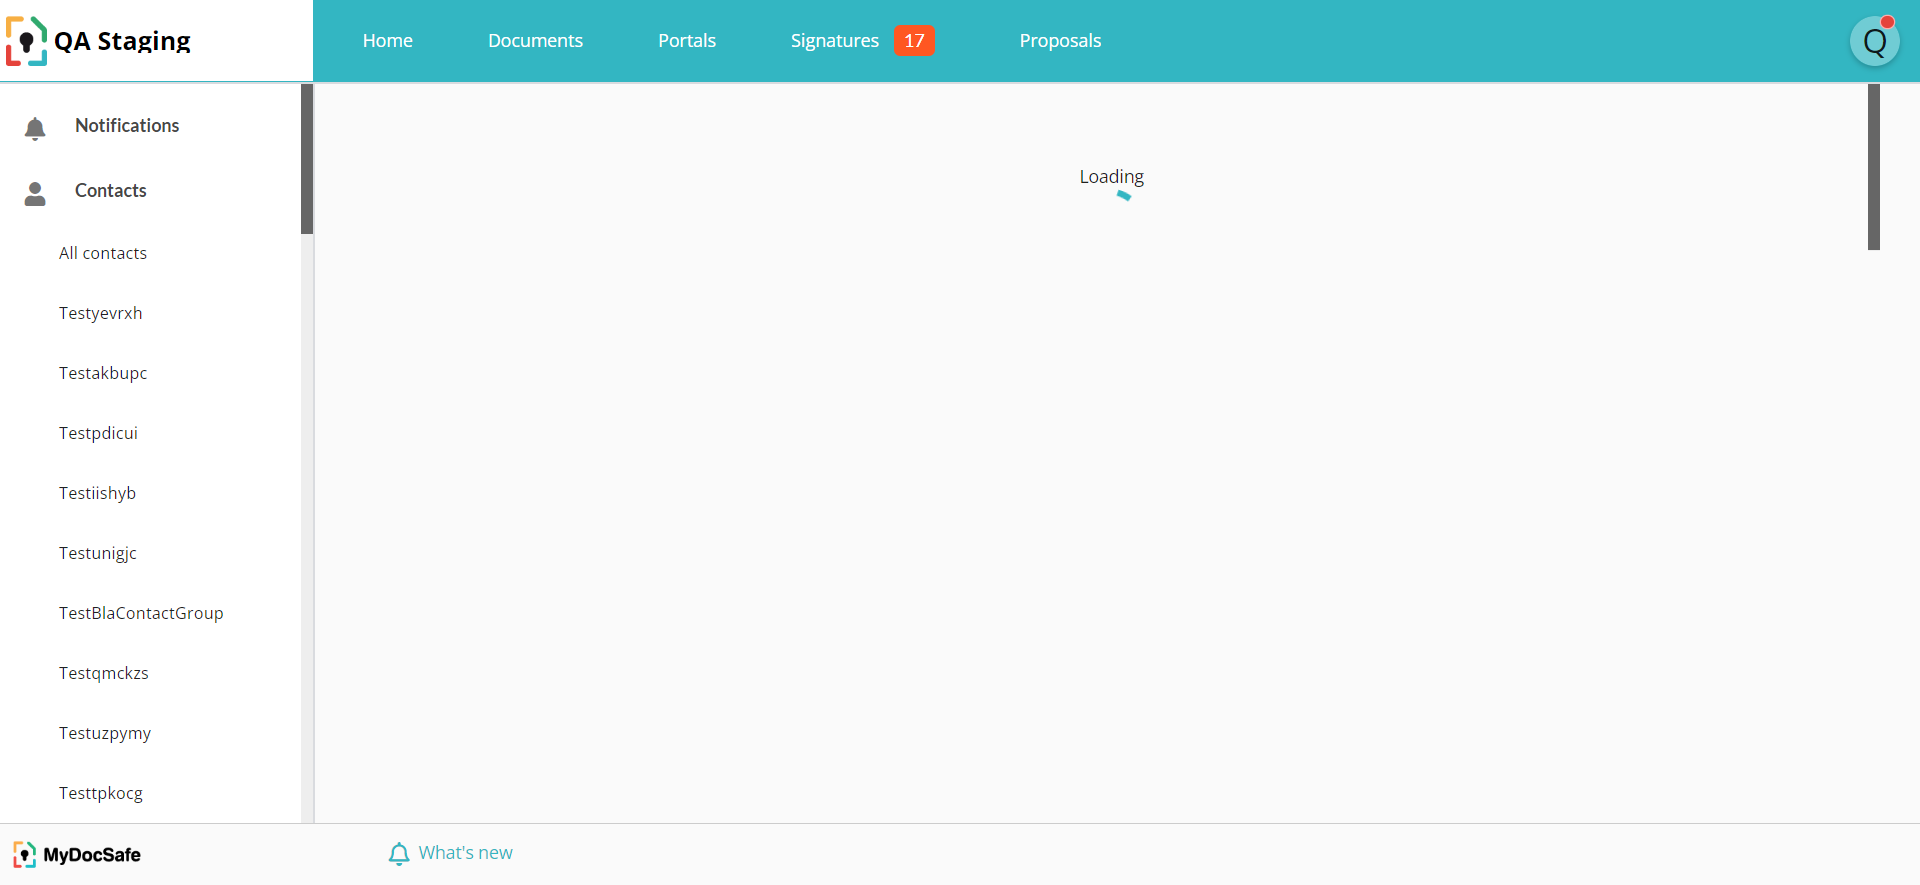 QA Staging
Home
Documents
Portals
Signatures 17
Proposals
Q
Notifications
Contacts
All contacts
Testyevrxh
Testakbupc
Testpdicui
Testiishyb
Testunigjc
TestBlaContactGroup
Testqmckzs
Testuzpymy
Testtpkocg
Loading
MyDocSafe
What's new